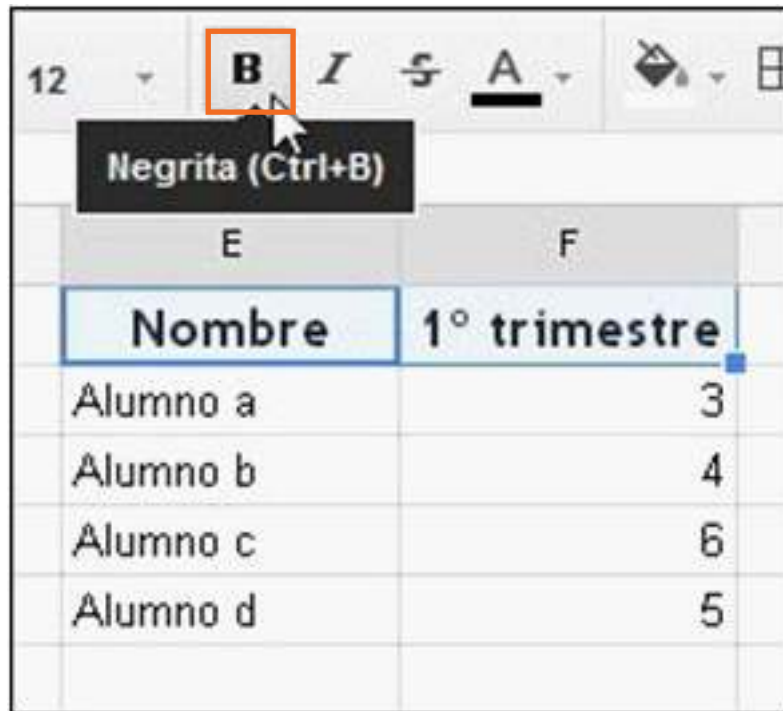 12 B I S A
Negrita (Ctrl+B)
E F
Nombre 1° trimestre
Alumno a 3
Alumno b 4
Alumno c 6
Alumno d 5